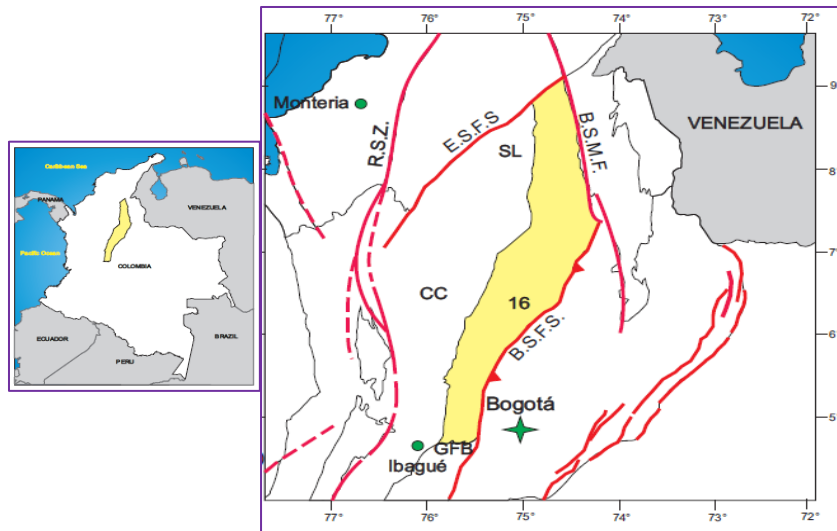 Caribbean Sea
PANAMA
VENEZUELA
Pacific Ocean
COLOMBIA
ECUADOR
PERU
BRAZIL
77° 76° 75° 74° 73° 72°
9
8
7
6
5
Monteria
R.S.Z.
E.S.F.S
SL
B.S.M.F.
VENEZUELA
CC
16
B.S.F.S.
Bogotá
GFB
Ibagué
77° 76° 75° 74° 73° 72°